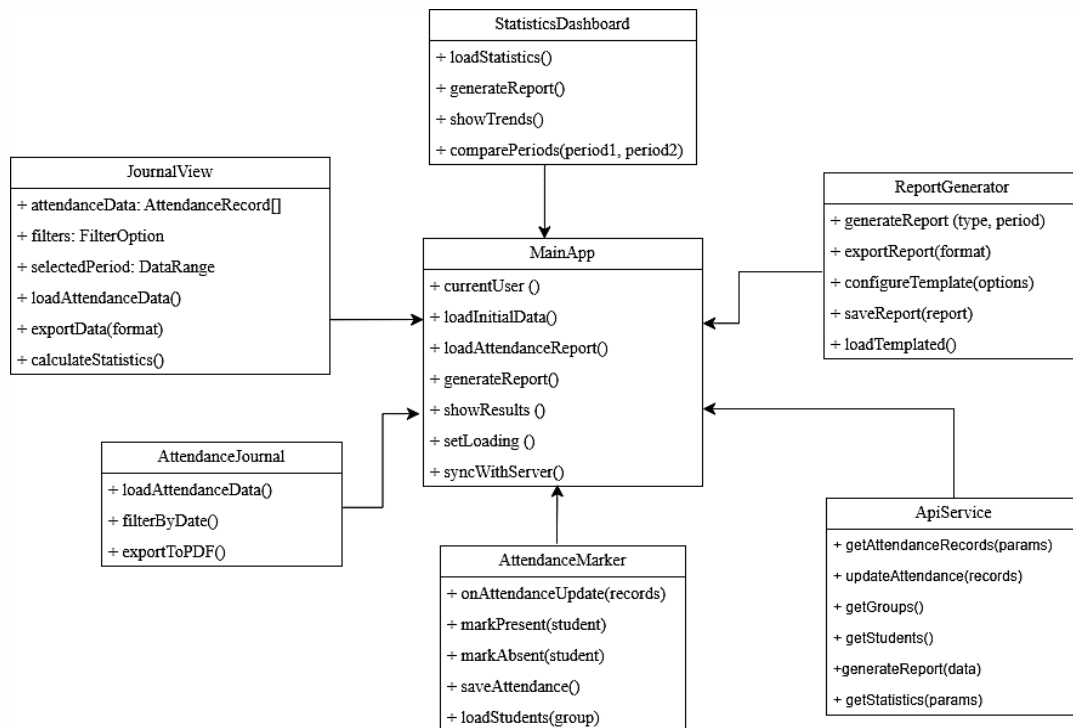 StatisticsDashboard
+ loadStatistics()
+ generateReport()
+ showTrends()
+ comparePeriods(period1, period2)
JournalView
+ attendanceData: AttendanceRecord[]
+ filters: FilterOption
+ selectedPeriod: DataRange
+ loadAttendanceData()
+ exportData(format)
+ calculateStatistics()
MainApp
+ currentUser ()
+ loadInitialData()
+ loadAttendanceReport()
+ generateReport()
+ showResults ()
+ setLoading ()
+ syncWithServer()
ReportGenerator
+ generateReport (type, period)
+ exportReport(format)
+ configureTemplate(options)
+ saveReport(report)
+ loadTemplated()
AttendanceJournal
+ loadAttendanceData()
+ filterByDate()
+ exportToPDF()
AttendanceMarker
+ onAttendanceUpdate(records)
+ markPresent(student)
+ markAbsent(student)
+ saveAttendance()
+ loadStudents(group)
ApiService
+ getAttendanceRecords(params)
+ updateAttendance(records)
+ getGroups()
+ getStudents()
+generateReport(data)
+ getStatistics(params)